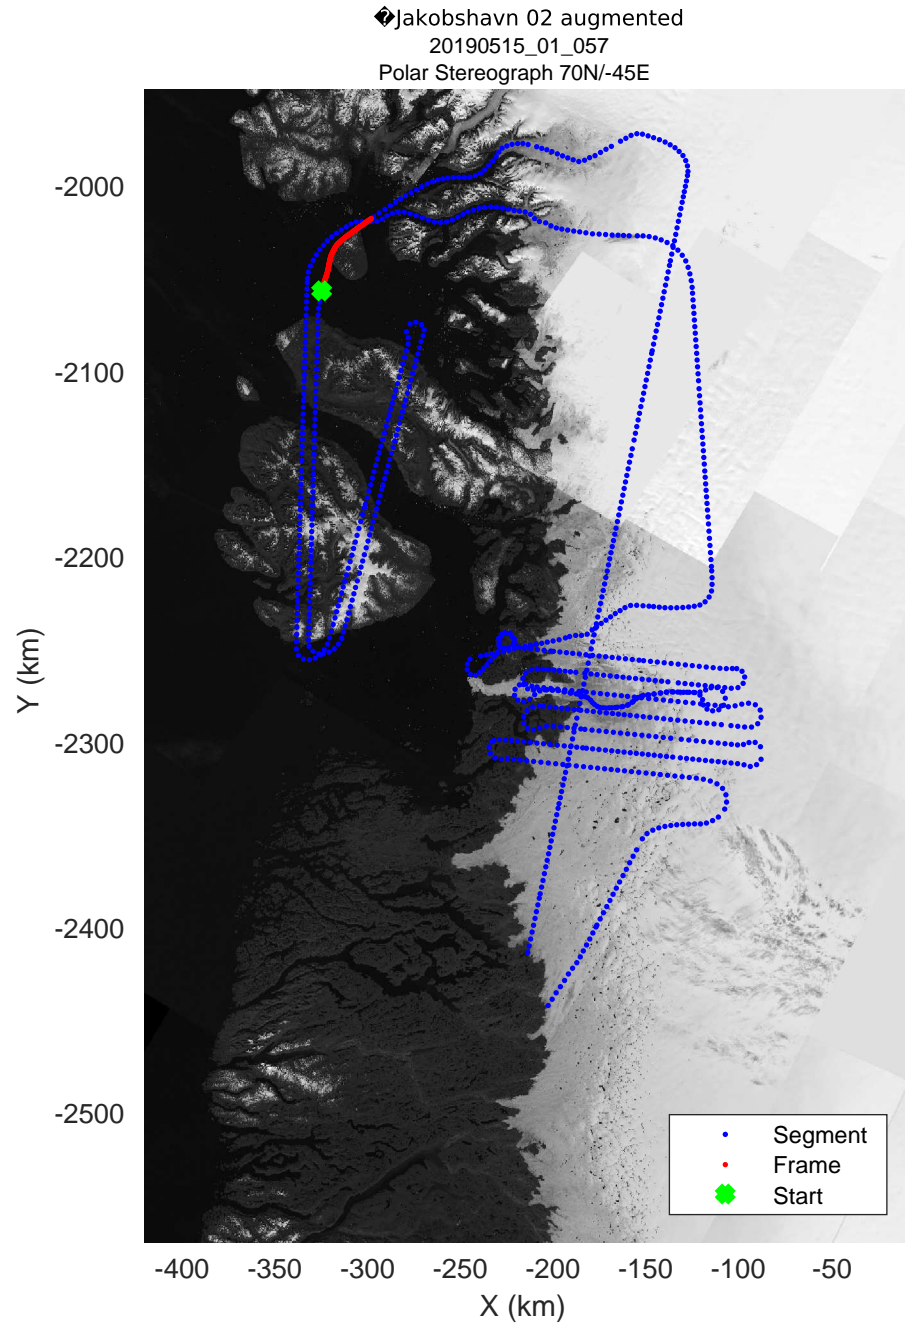 �Jakobshavn 02 augmented
20190515_01_057
Polar Stereograph 70N/-45E
-2000
-2100
-2200
-2300
-2400
-2500
Y (km)
Segment
Frame
Start
-400 -350 -300 -250 -200 -150 -100 -50
X (km)